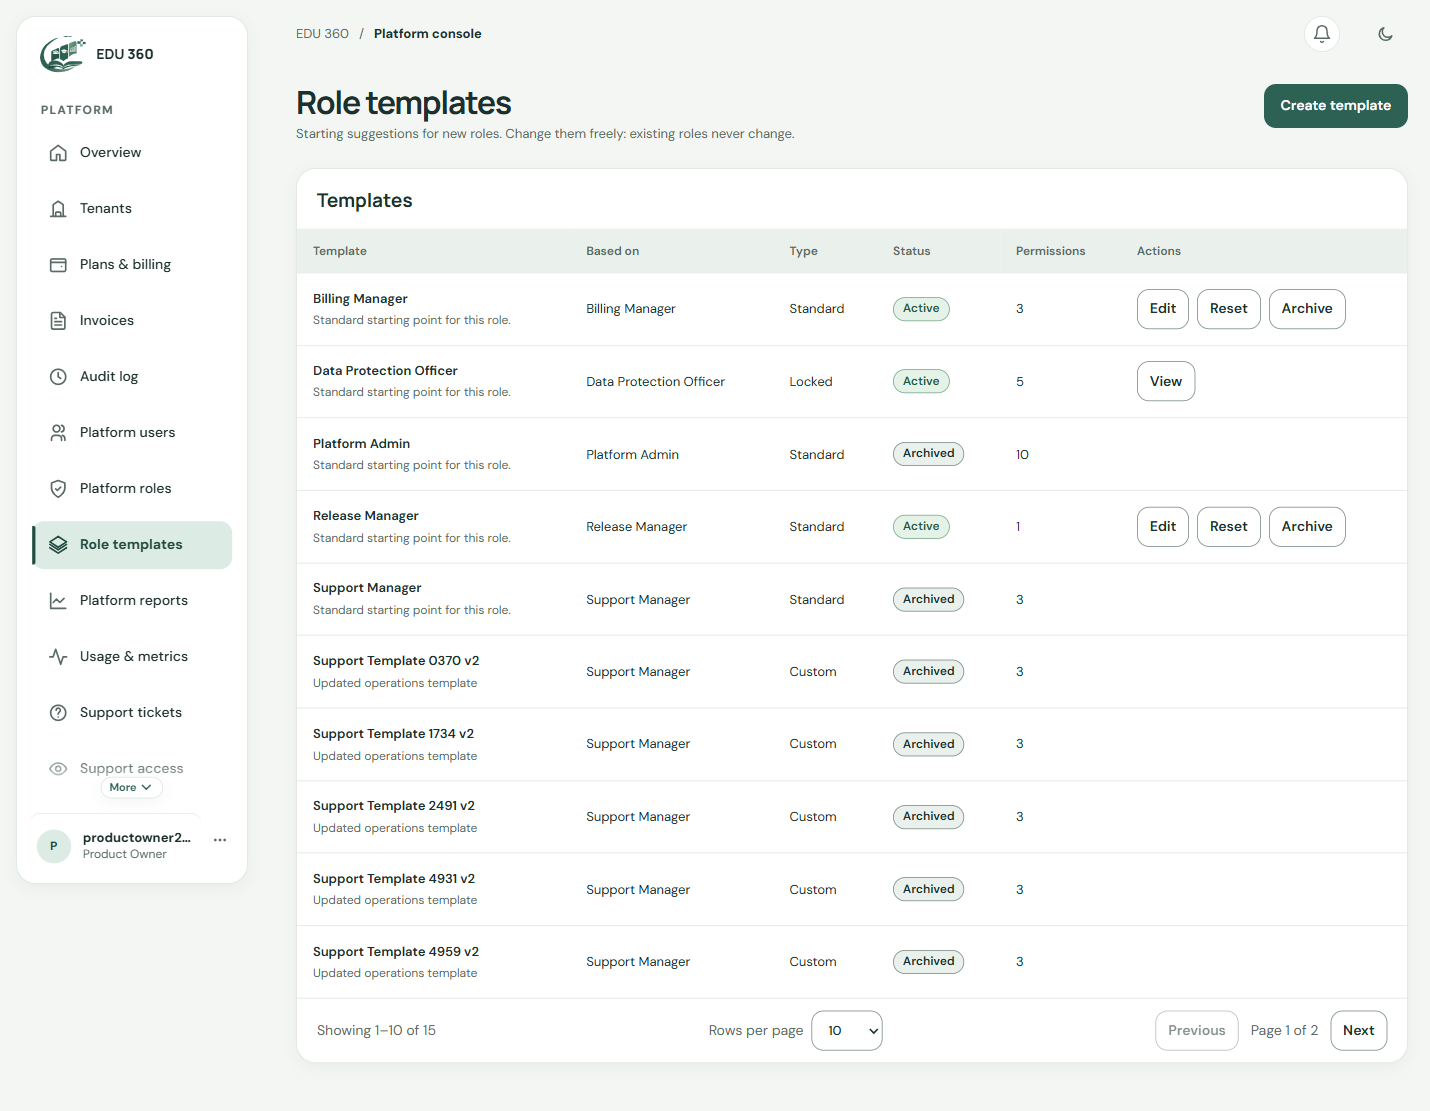 EDU 360
PLATFORM
Overview
Tenants
Plans & billing
Invoices
Audit log
Platform users
Platform roles
Role templates
Platform reports
Usage & metrics
Support tickets
Support access
More
P
productowner2...
Product Owner
EDU 360 / Platform console
Role templates
Starting suggestions for new roles. Change them freely: existing roles never change.
Create template
Templates
Template Based on Type Status Permissions Actions
Billing Manager
Standard starting point for this role.
Billing Manager Standard Active 3 Edit Reset Archive
Data Protection Officer
Standard starting point for this role.
Data Protection Officer Locked Active 5 View
Platform Admin
Standard starting point for this role.
Platform Admin Standard Archived 10
Release Manager
Standard starting point for this role.
Release Manager Standard Active 1 Edit Reset Archive
Support Manager
Standard starting point for this role.
Support Manager Standard Archived 3
Support Template 0370 v2
Updated operations template
Support Manager Custom Archived 3
Support Template 1734 v2
Updated operations template
Support Manager Custom Archived 3
Support Template 2491 v2
Updated operations template
Support Manager Custom Archived 3
Support Template 4931 v2
Updated operations template
Support Manager Custom Archived 3
Support Template 4959 v2
Updated operations template
Support Manager Custom Archived 3
Showing 1–10 of 15 Rows per page 10 Previous Page 1 of 2 Next